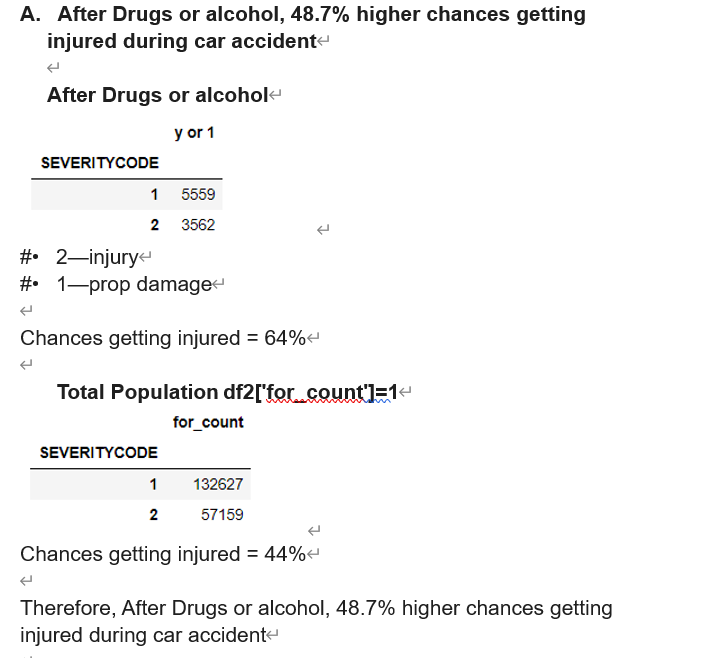 A. After Drugs or alcohol, 48.7% higher chances getting
injured during car accident↵
↵
After Drugs or alcohol↵
y or 1
SEVERITYCODE
1 5559
2 3562
↵
#• 2—injury↵
#• 1—prop damage↵
↵
Chances getting injured = 64%↵
↵
Total Population df2['for_count']=1↵
for_count
SEVERITYCODE
1 132627
2 57159
↵
Chances getting injured = 44%↵
↵
Therefore, After Drugs or alcohol, 48.7% higher chances getting
injured during car accident↵